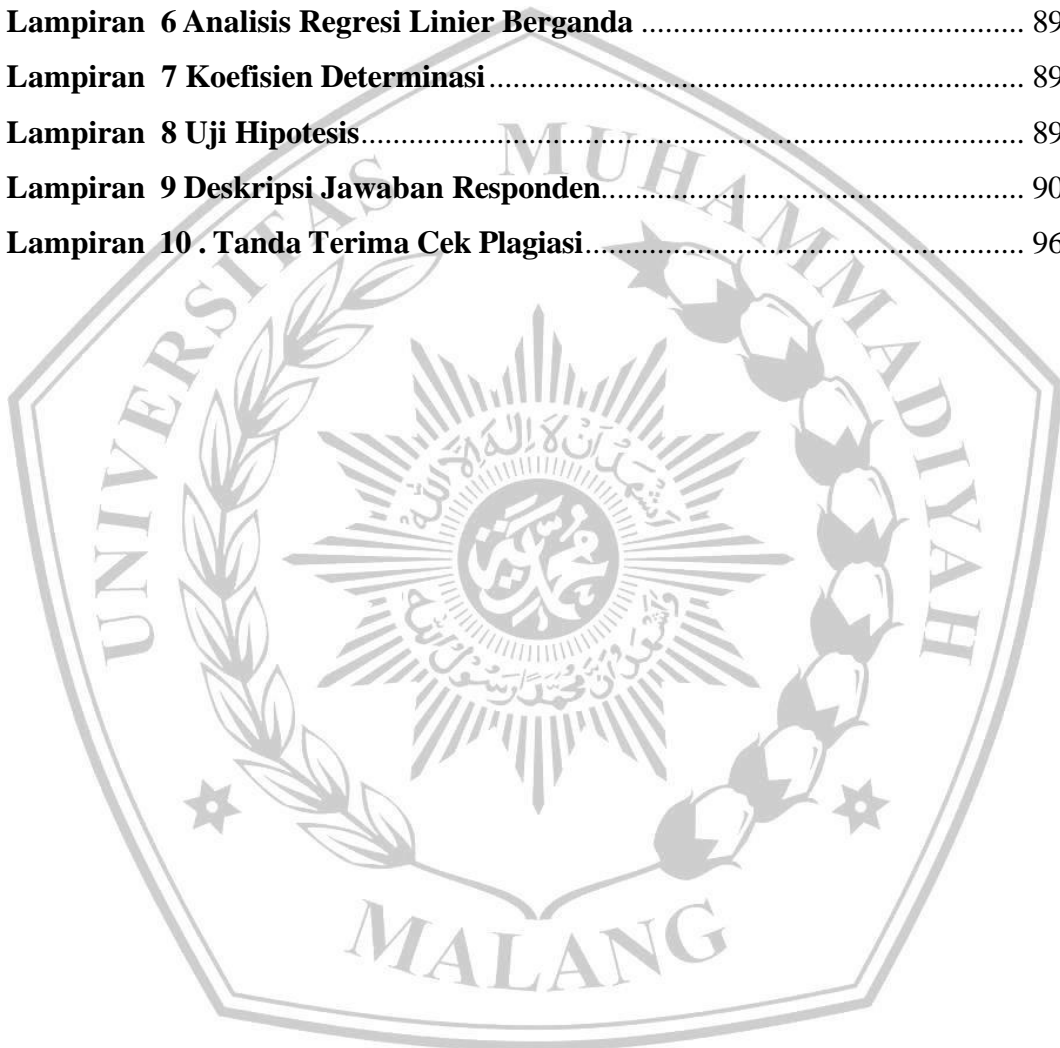 Lampiran 6 Analisis Regresi Linier Berganda ........................................ 89
Lampiran 7 Koefisien Determinasi ........................................................ 89
Lampiran 8 Uji Hipotesis ...................................................................... 89
Lampiran 9 Deskripsi Jawaban Responden ............................................ 90
Lampiran 10 . Tanda Terima Cek Plagiasi .............................................. 96
UNIVERSITAS MUHAMMADIYAH
MALANG